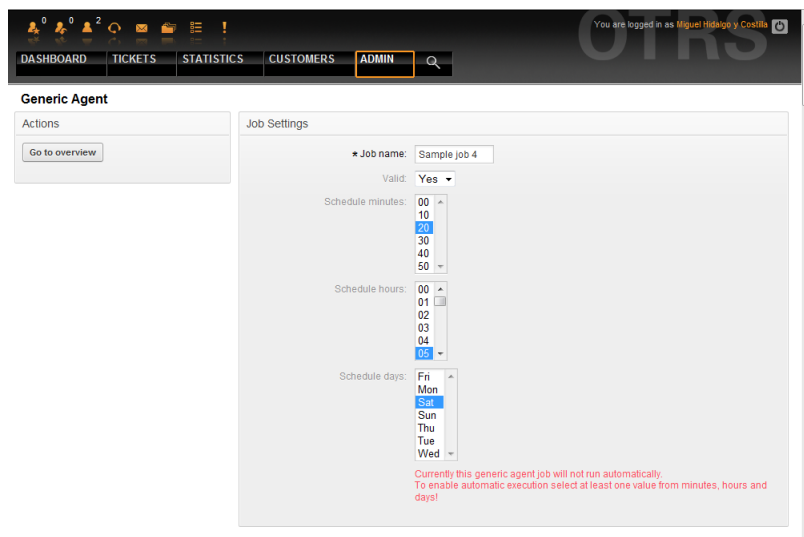 0 0 2
You are logged in as Miguel Hidalgo y Costilla
OTRS
DASHBOARD TICKETS STATISTICS CUSTOMERS ADMIN
Generic Agent
Actions
Go to overview
Job Settings
★ Job name: Sample job 4
Valid: Yes
Schedule minutes: 00
10
20
30
40
50
Schedule hours: 00
01
02
03
04
05
Schedule days: Fri
Mon
Sat
Sun
Thu
Tue
Wed
Currently this generic agent job will not run automatically.
To enable automatic execution select at least one value from minutes, hours and
days!